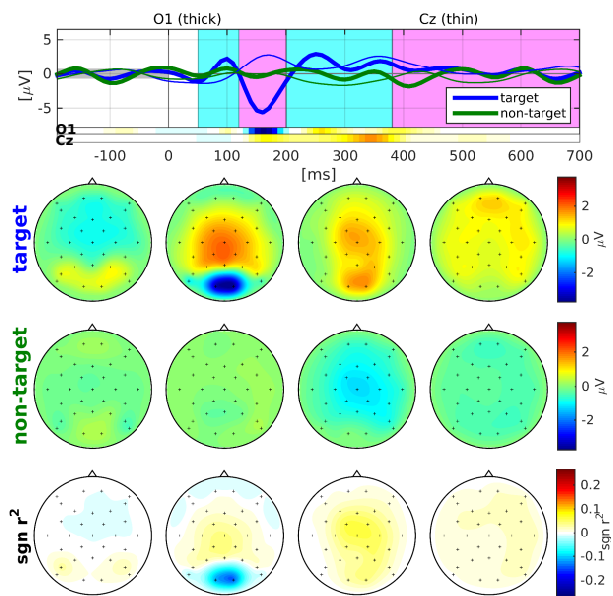 O1 (thick) Cz (thin)
5
0
-5
[μV]
target
non-target
O1
Cz
-100 0 100 200 300 400 500 600 700
[ms]
target
2
0
-2
μV
non-target
2
0
-2
μV
sgn r²
0.2
0.1
0
-0.1
-0.2
sgn r²